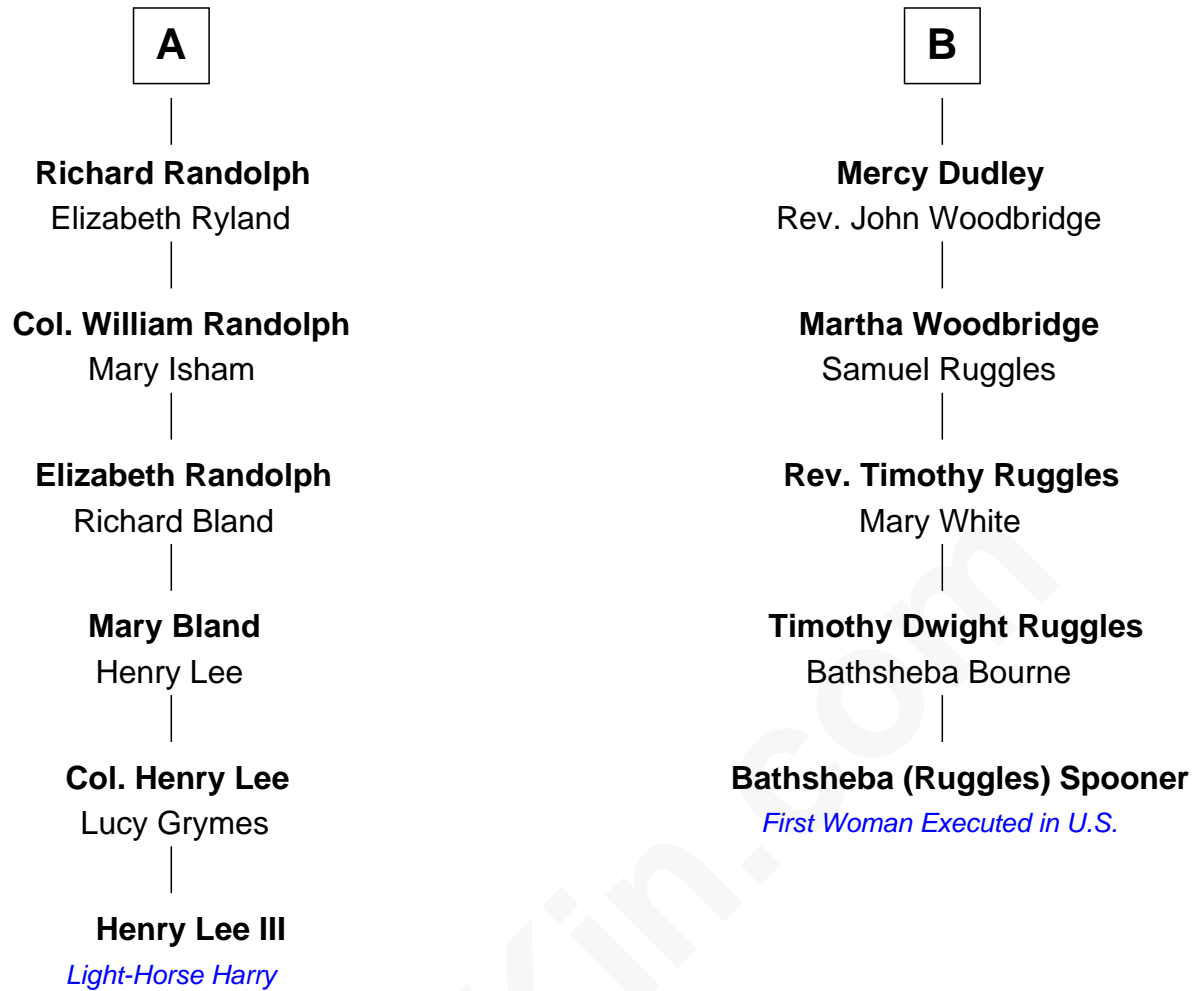 A
Richard Randolph
Elizabeth Ryland
Col. William Randolph
Mary Isham
Elizabeth Randolph
Richard Bland
Mary Bland
Henry Lee
Col. Henry Lee
Lucy Grymes
Henry Lee III
Light-Horse Harry
B
Mercy Dudley
Rev. John Woodbridge
Martha Woodbridge
Samuel Ruggles
Rev. Timothy Ruggles
Mary White
Timothy Dwight Ruggles
Bathsheba Bourne
Bathsheba (Ruggles) Spooner
First Woman Executed in U.S.
Kin.com